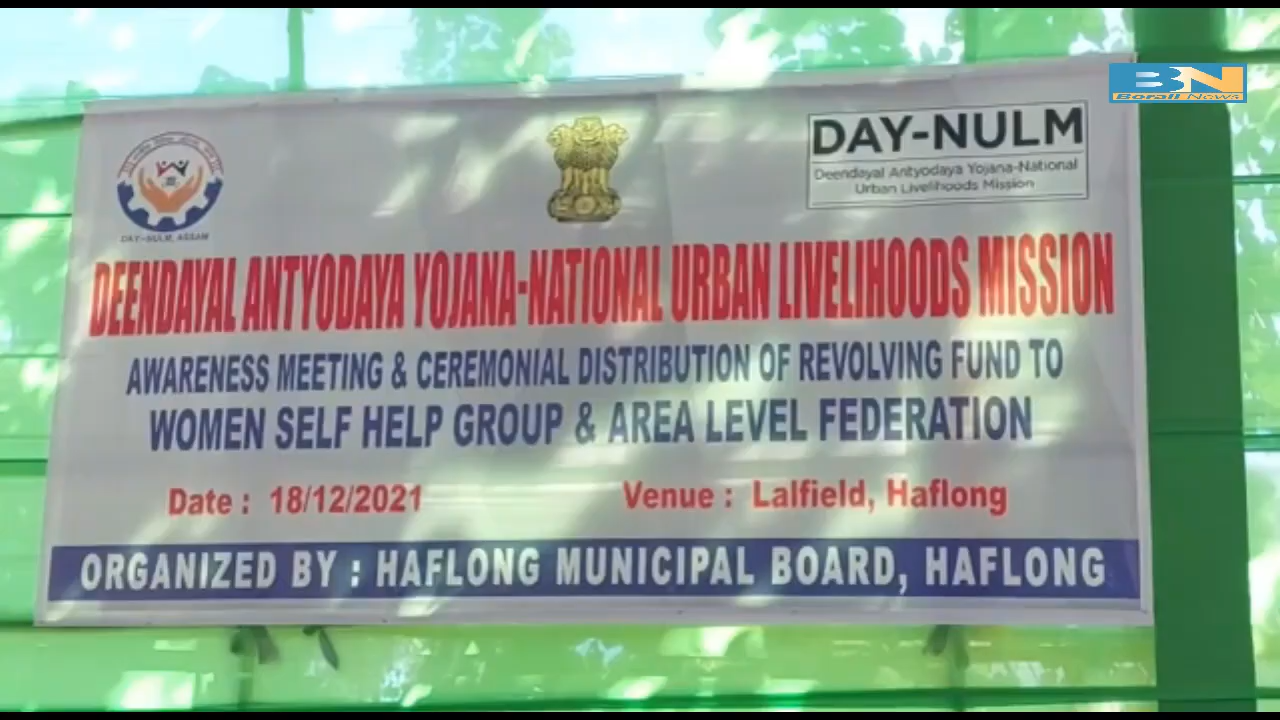 BN
Borail News
DAY-NULM
Deendayal Antyodaya Yojana-National
Urban Livelihoods Mission
DAY-NULM, ASSAM
DEENDAYAL ANTYODAYA YOJANA-NATIONAL URBAN LIVELIHOODS MISSION
AWARENESS MEETING & CEREMONIAL DISTRIBUTION OF REVOLVING FUND TO
WOMEN SELF HELP GROUP & AREA LEVEL FEDERATION
Date : 18/12/2021
Venue : Lalfield, Haflong
ORGANIZED BY : HAFLONG MUNICIPAL BOARD, HAFLONG